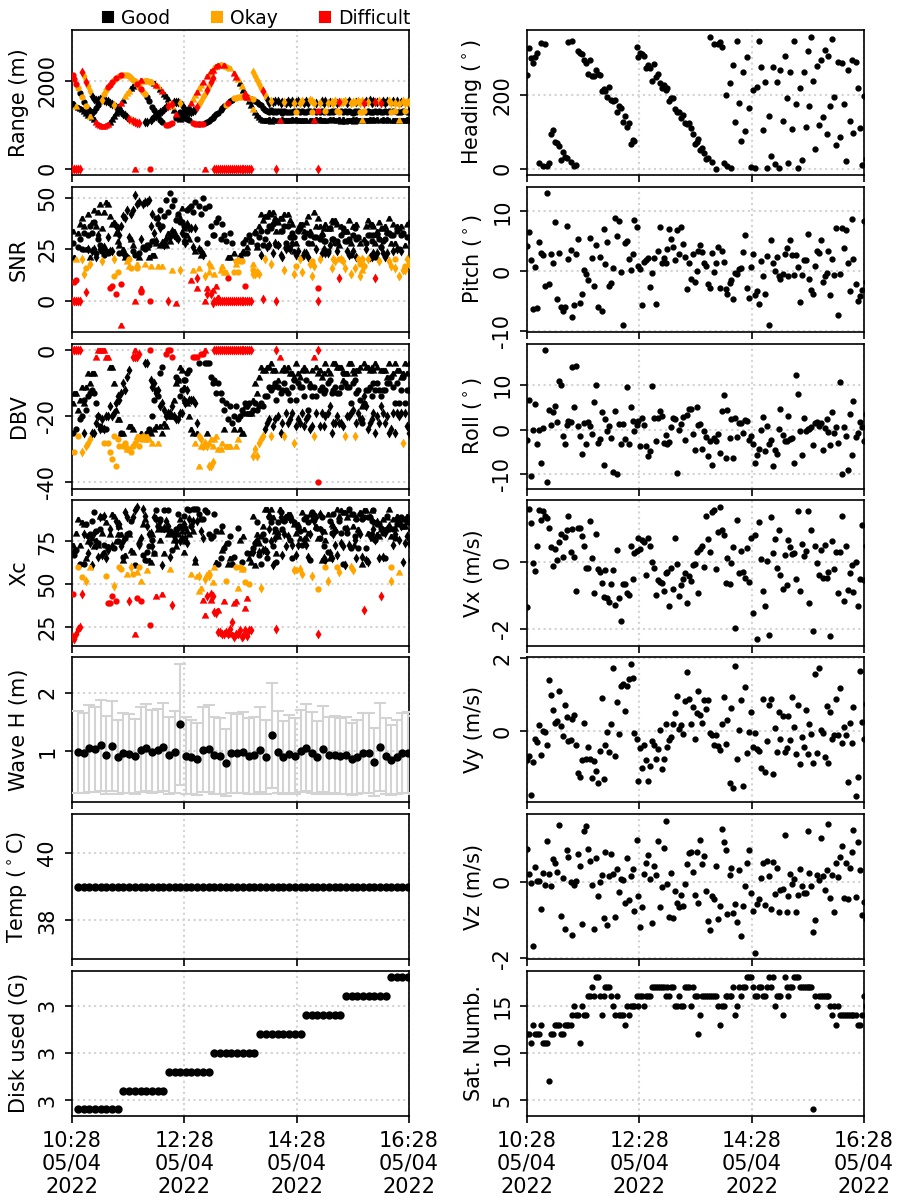 Good Okay Difficult
Range (m)
2000
0
Heading (°)
200
0
SNR
50
25
0
Pitch (°)
10
0
-10
DBV
0
-20
-40
Roll (°)
10
0
-10
Xc
75
50
25
Vx (m/s)
0
-2
Wave H (m)
2
1
Vy (m/s)
2
0
Temp (°C)
40
38
Vz (m/s)
0
-2
Disk used (G)
3
3
3
Sat. Numb.
15
10
5
10:28 12:28 14:28 16:28 10:28 12:28 14:28 16:28
05/04 05/04 05/04 05/04 05/04 05/04 05/04 05/04
2022 2022 2022 2022 2022 2022 2022 2022